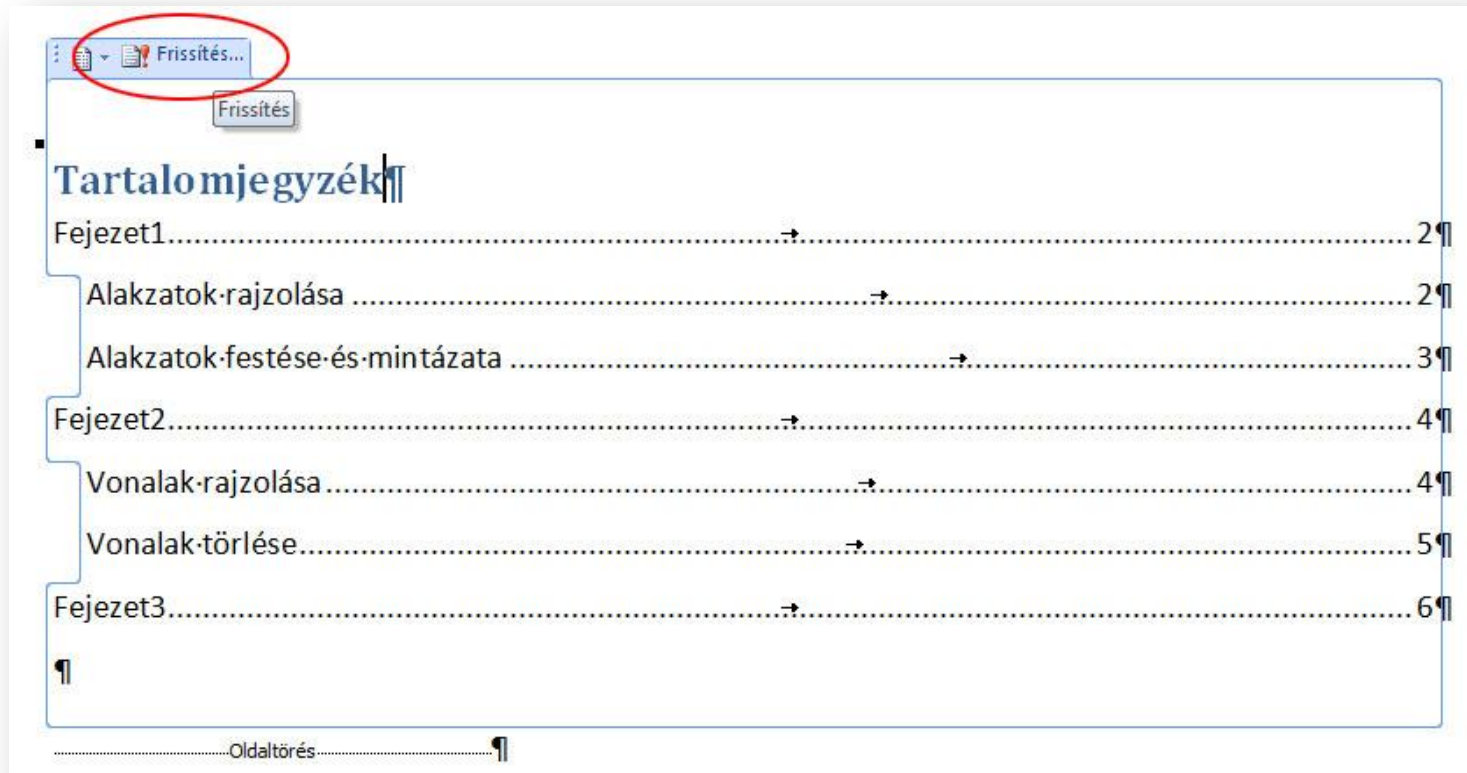 Frissítés...
Frissítés
Tartalomjegyzék¶
Fejezet1....................→....................2¶
Alakzatok·rajzolása ....................→....................2¶
Alakzatok·festése·és·mintázata ....................→....................3¶
Fejezet2....................→....................4¶
Vonalak·rajzolása....................→....................4¶
Vonalak·törlése....................→....................5¶
Fejezet3....................→....................6¶
¶
....................Oldaltörés....................¶